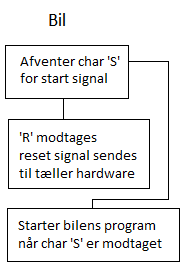 Bil
Afventer char 'S'
for start signal
'R' modtages
reset signal sendes
til tæller hardware
Starter bilens program
når char 'S' er modtaget